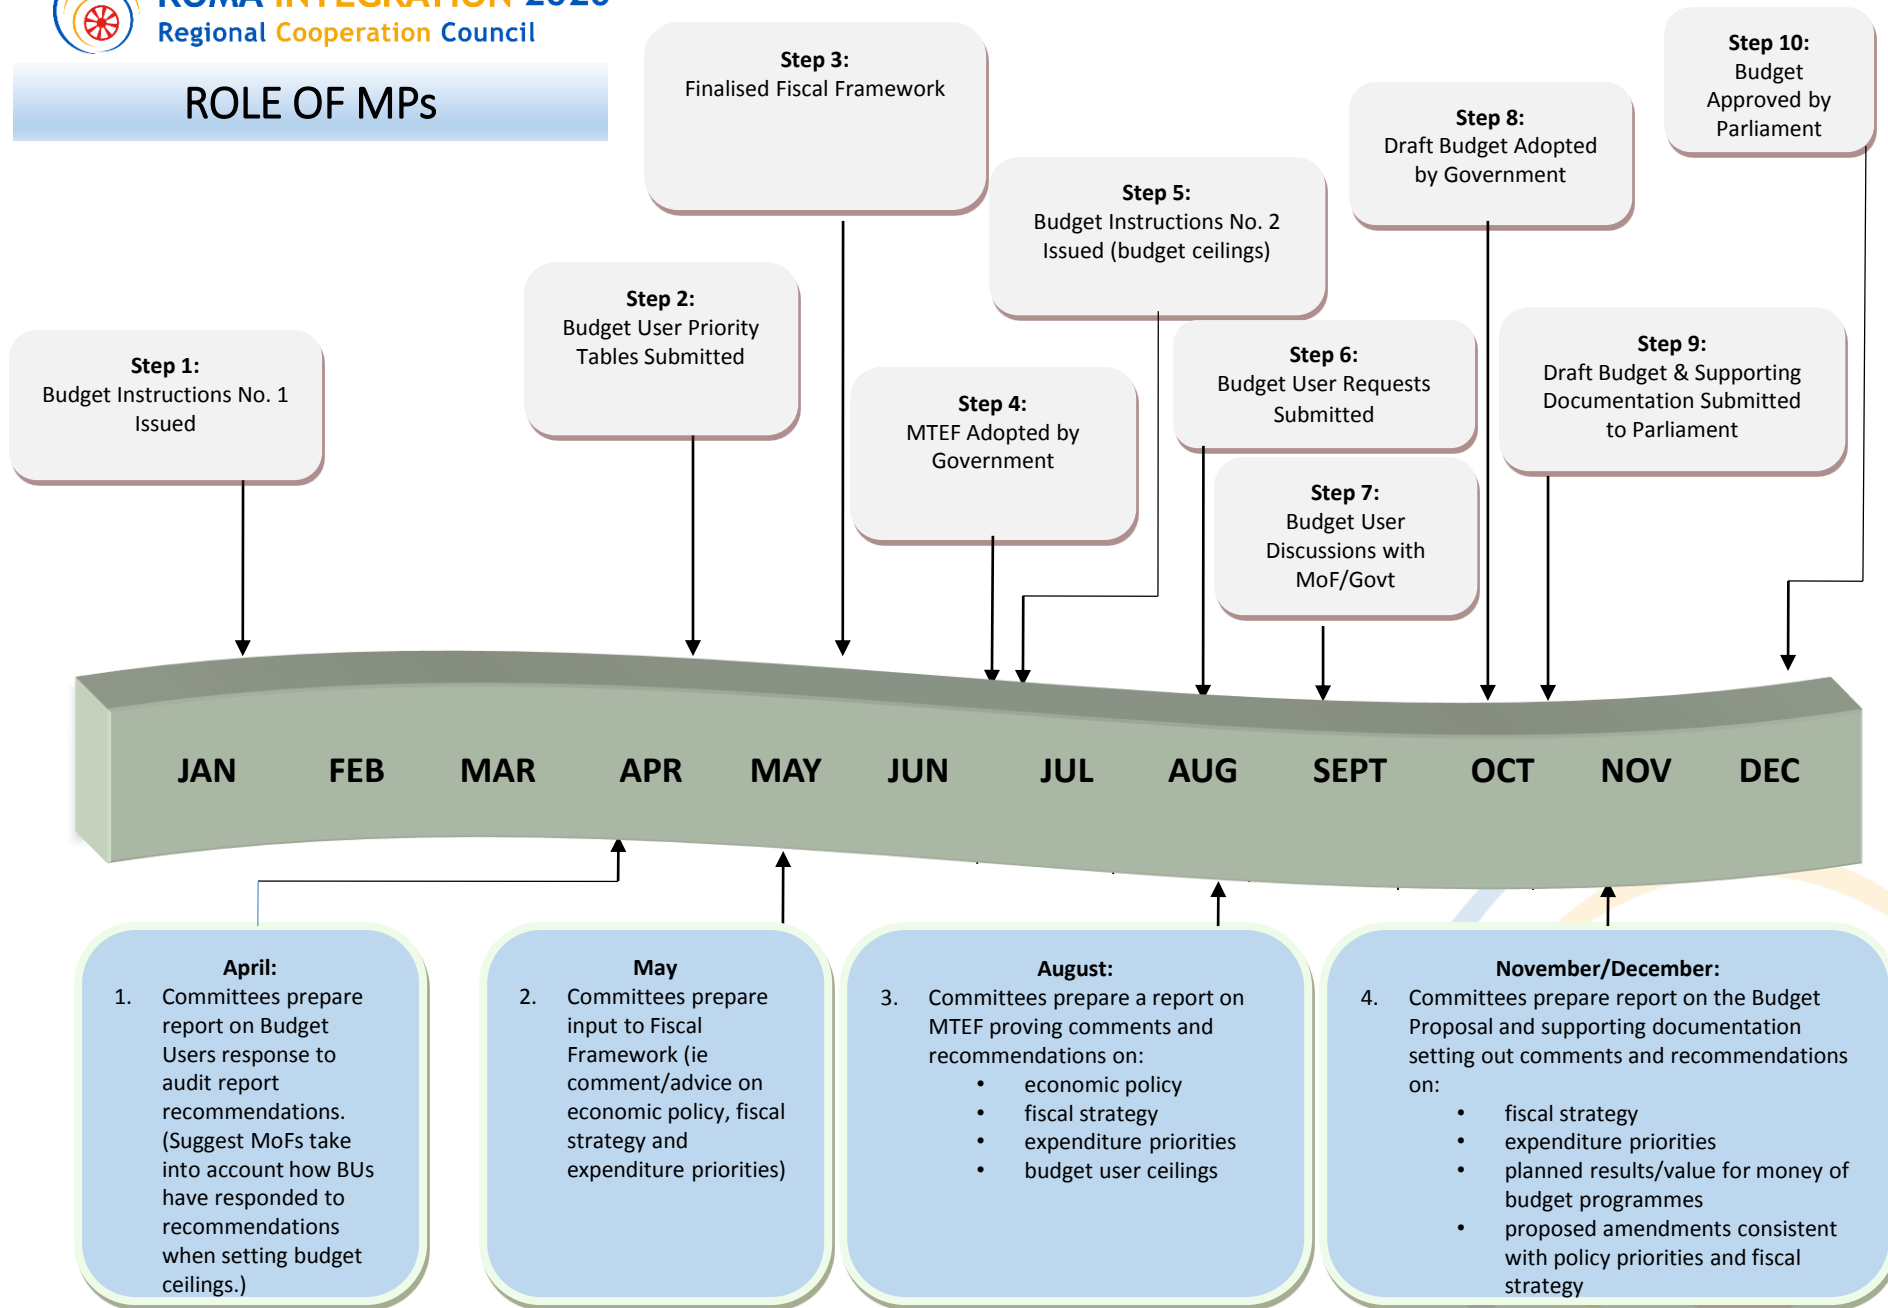 ROMA INTEGRATION 2020
Regional Cooperation Council
ROLE OF MPs
Step 1:
Budget Instructions No. 1
Issued
Step 2:
Budget User Priority
Tables Submitted
Step 3:
Finalised Fiscal Framework
Step 4:
MTEF Adopted by
Government
Step 5:
Budget Instructions No. 2
Issued (budget ceilings)
Step 6:
Budget User Requests
Submitted
Step 7:
Budget User
Discussions with
MoF/Govt
Step 8:
Draft Budget Adopted
by Government
Step 9:
Draft Budget & Supporting
Documentation Submitted
to Parliament
Step 10:
Budget
Approved by
Parliament
JAN FEB MAR APR MAY JUN JUL AUG SEPT OCT NOV DEC
April:
1. Committees prepare
report on Budget
Users response to
audit report
recommendations.
(Suggest MoFs take
into account how BUs
have responded to
recommendations
when setting budget
ceilings.)
May
2. Committees prepare
input to Fiscal
Framework (ie
comment/advice on
economic policy, fiscal
strategy and
expenditure priorities)
August:
3. Committees prepare a report on
MTEF proving comments and
recommendations on:
• economic policy
• fiscal strategy
• expenditure priorities
• budget user ceilings
November/December:
4. Committees prepare report on the Budget
Proposal and supporting documentation
setting out comments and recommendations
on:
• fiscal strategy
• expenditure priorities
• planned results/value for money of
budget programmes
• proposed amendments consistent
with policy priorities and fiscal
strategy